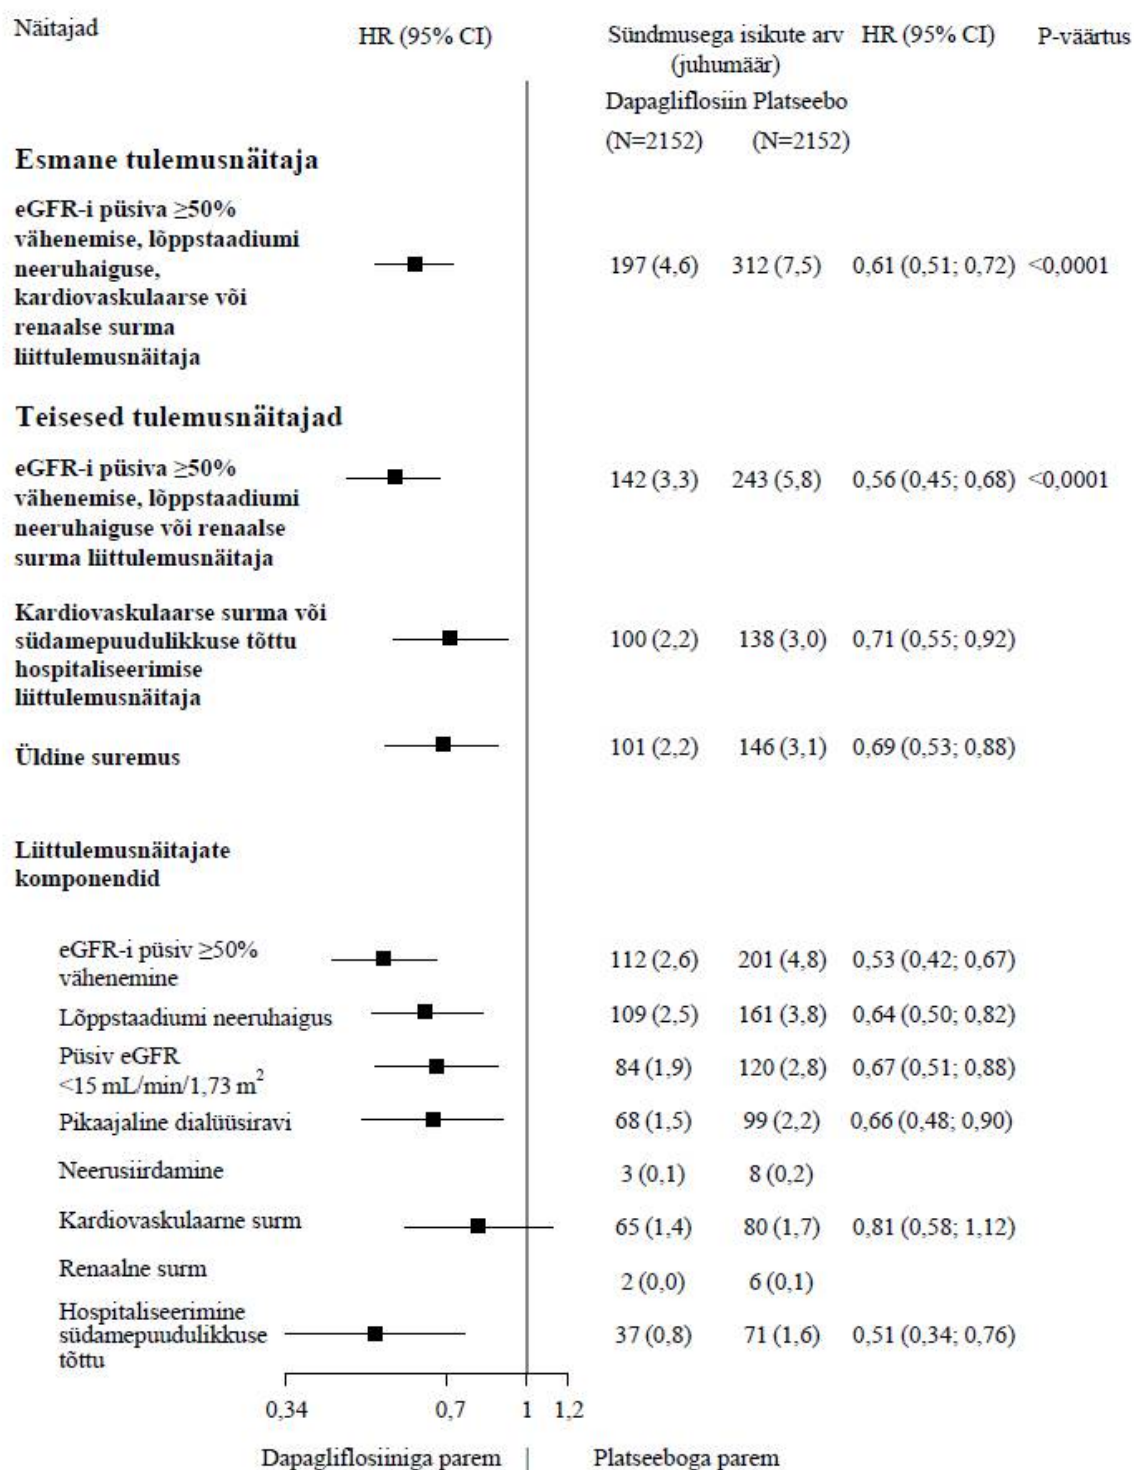 Näitajad
HR (95% CI)
Sündmusega isikute arv HR (95% CI) P-väärtus
(juhumäär)
Dapagliflosiin Platseebo
(N=2152) (N=2152)
Esmane tulemusnäitaja
eGFR-i püsiva ≥50%
vähenemise, lõppstaadiumi
neeruhaiguse,
kardiovaskulaarse või
renaalse surma
liittulemusnäitaja
197 (4,6) 312 (7,5) 0,61 (0,51; 0,72) <0,0001
Teisesed tulemusnäitajad
eGFR-i püsiva ≥50%
vähenemise, lõppstaadiumi
neeruhaiguse või renaalse
surma liittulemusnäitaja
142 (3,3) 243 (5,8) 0,56 (0,45; 0,68) <0,0001
Kardiovaskulaarse surma või
südamepuudulikkuse tõttu
hospitaliseerimise
liittulemusnäitaja
100 (2,2) 138 (3,0) 0,71 (0,55; 0,92)
Üldine suremus
101 (2,2) 146 (3,1) 0,69 (0,53; 0,88)
Liittulemusnäitajate
komponendid
eGFR-i püsiv ≥50%
vähenemine
112 (2,6) 201 (4,8) 0,53 (0,42; 0,67)
Lõppstaadiumi neeruhaigus
109 (2,5) 161 (3,8) 0,64 (0,50; 0,82)
Püsiv eGFR
<15 mL/min/1,73 m²
84 (1,9) 120 (2,8) 0,67 (0,51; 0,88)
Pikaajaline dialüüsiravi
68 (1,5) 99 (2,2) 0,66 (0,48; 0,90)
Neerusiirdamine
3 (0,1) 8 (0,2)
Kardiovaskulaarne surm
65 (1,4) 80 (1,7) 0,81 (0,58; 1,12)
Renaalne surm
2 (0,0) 6 (0,1)
Hospitaliseerimine
südamepuudulikkuse
tõttu
37 (0,8) 71 (1,6) 0,51 (0,34; 0,76)
0,34 0,7 1 1,2
Dapagliflosiiniga parem | Platseeboga parem